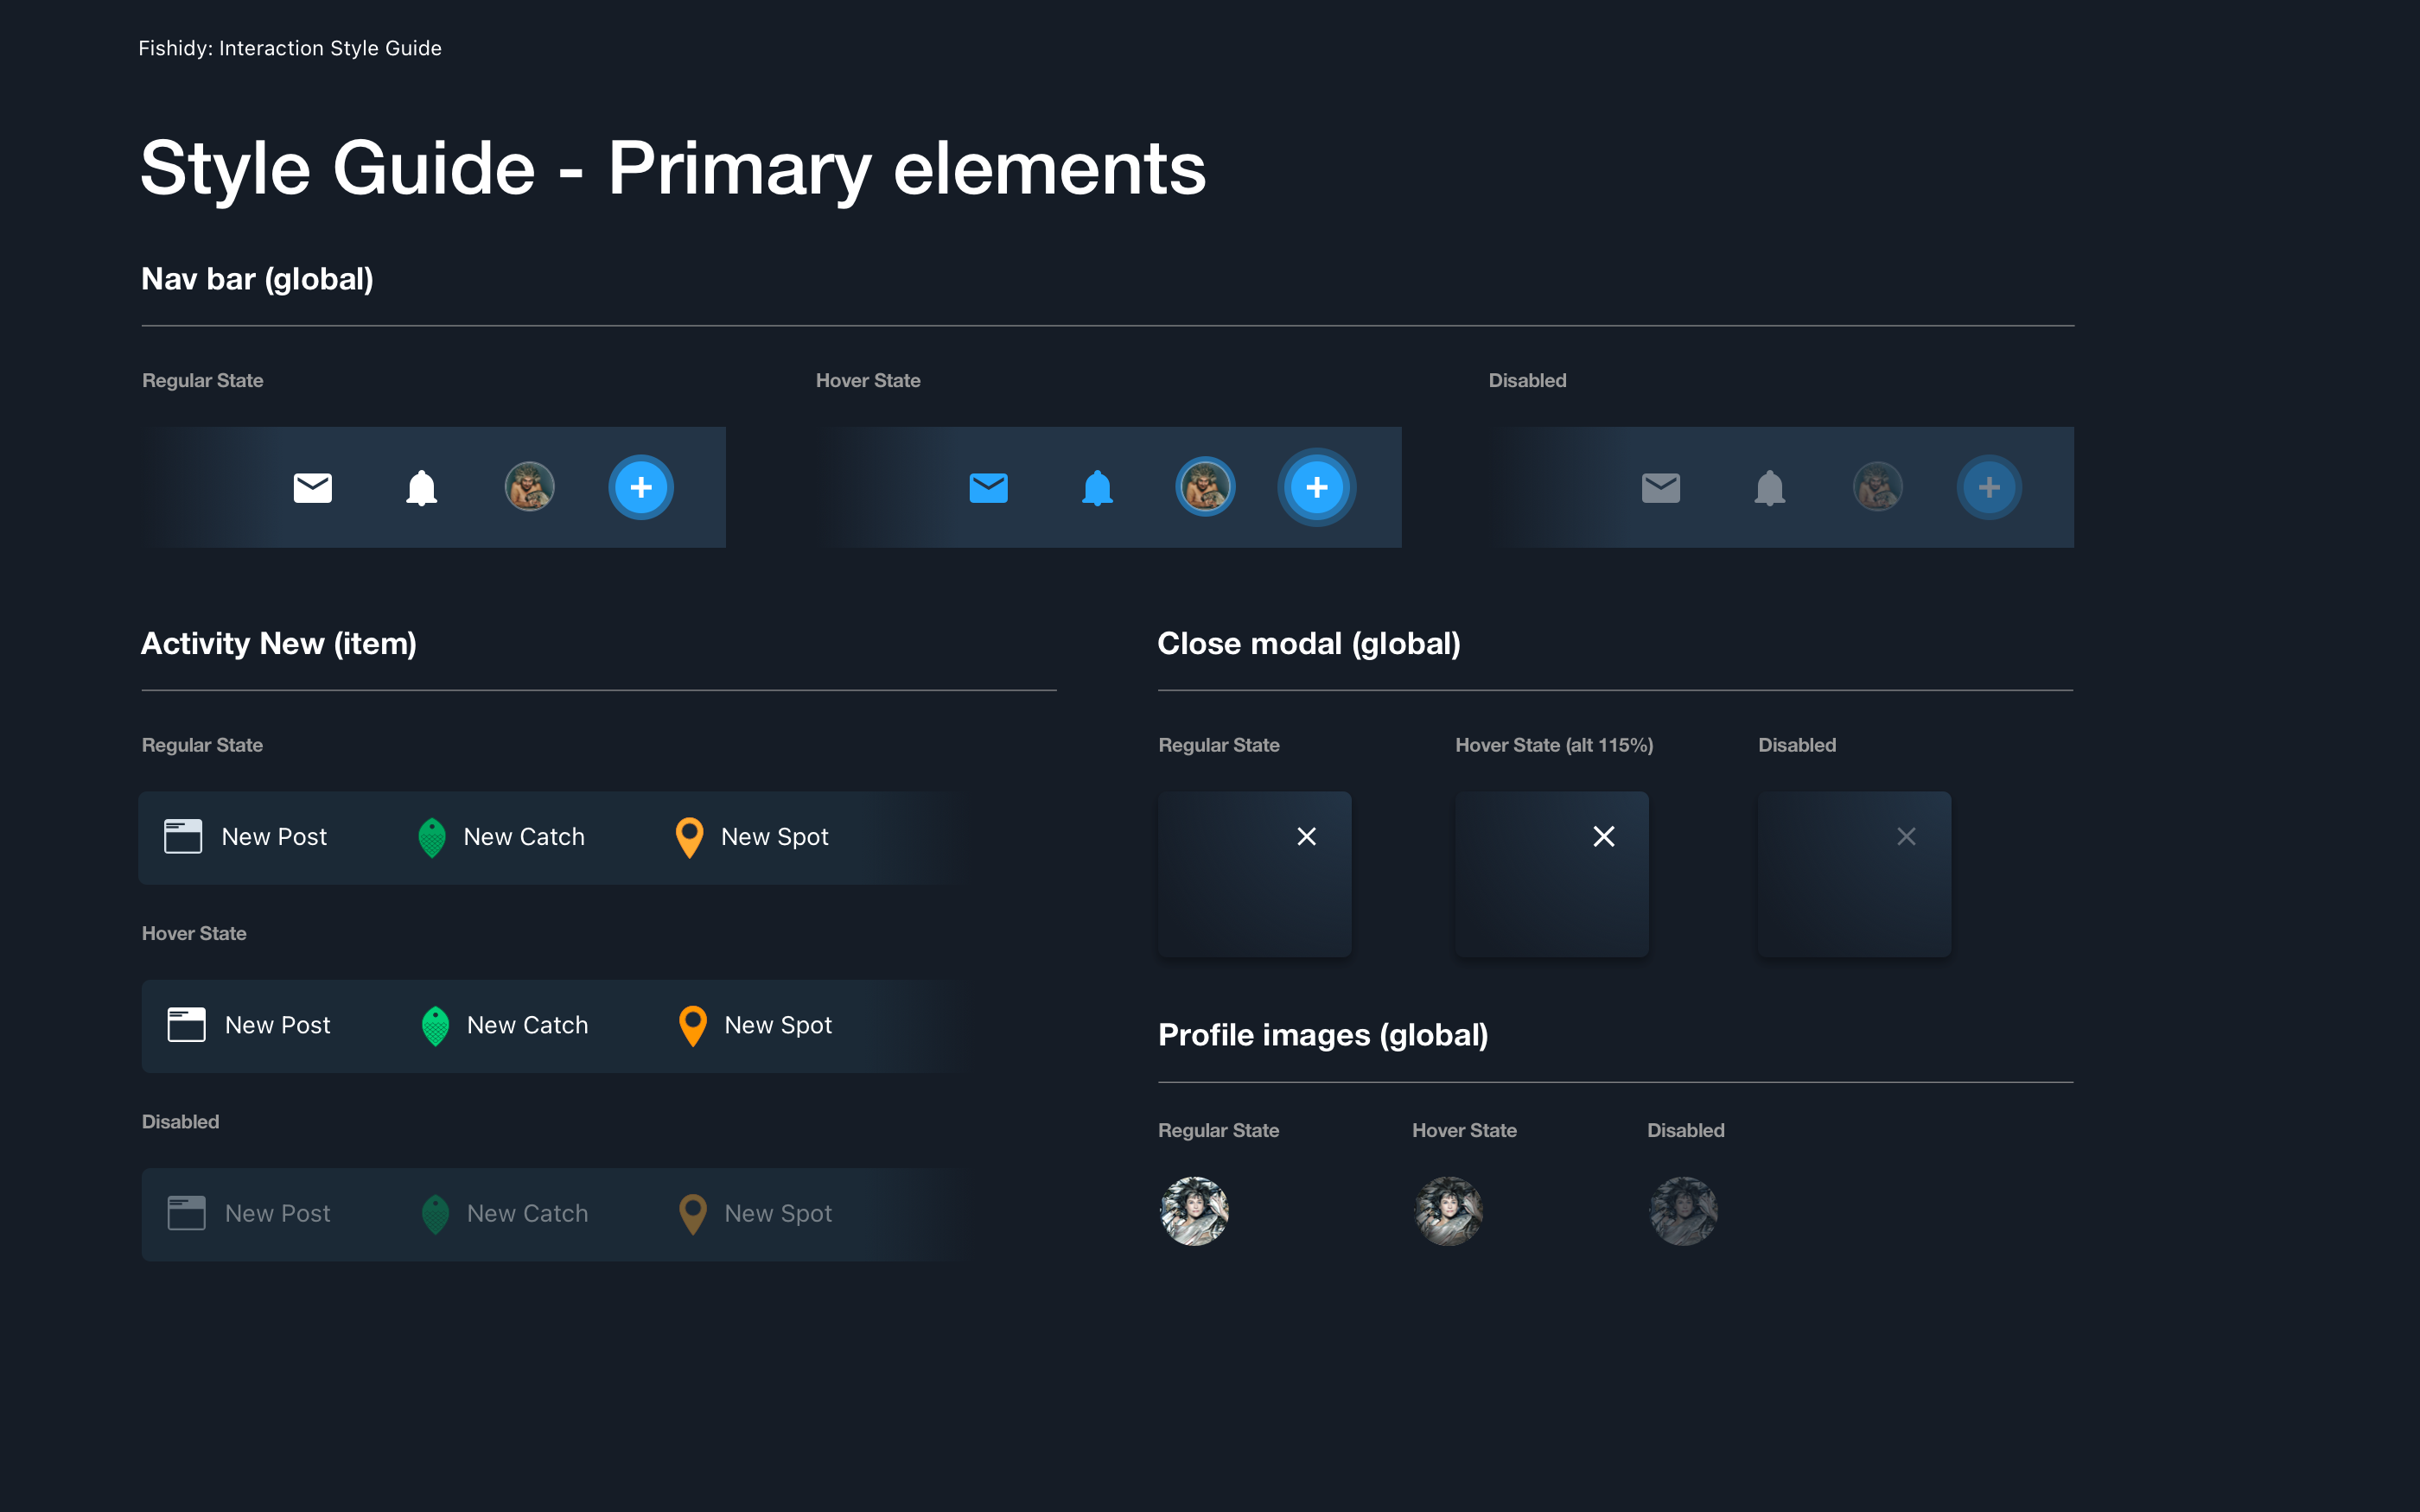 Fishidy: Interaction Style Guide
Style Guide - Primary elements
Nav bar (global)
Regular State
Hover State
Disabled
Activity New (item)
Regular State
New Post
New Catch
New Spot
Hover State
New Post
New Catch
New Spot
Disabled
New Post
New Catch
New Spot
Close modal (global)
Regular State
Hover State (alt 115%)
Disabled
Profile images (global)
Regular State
Hover State
Disabled